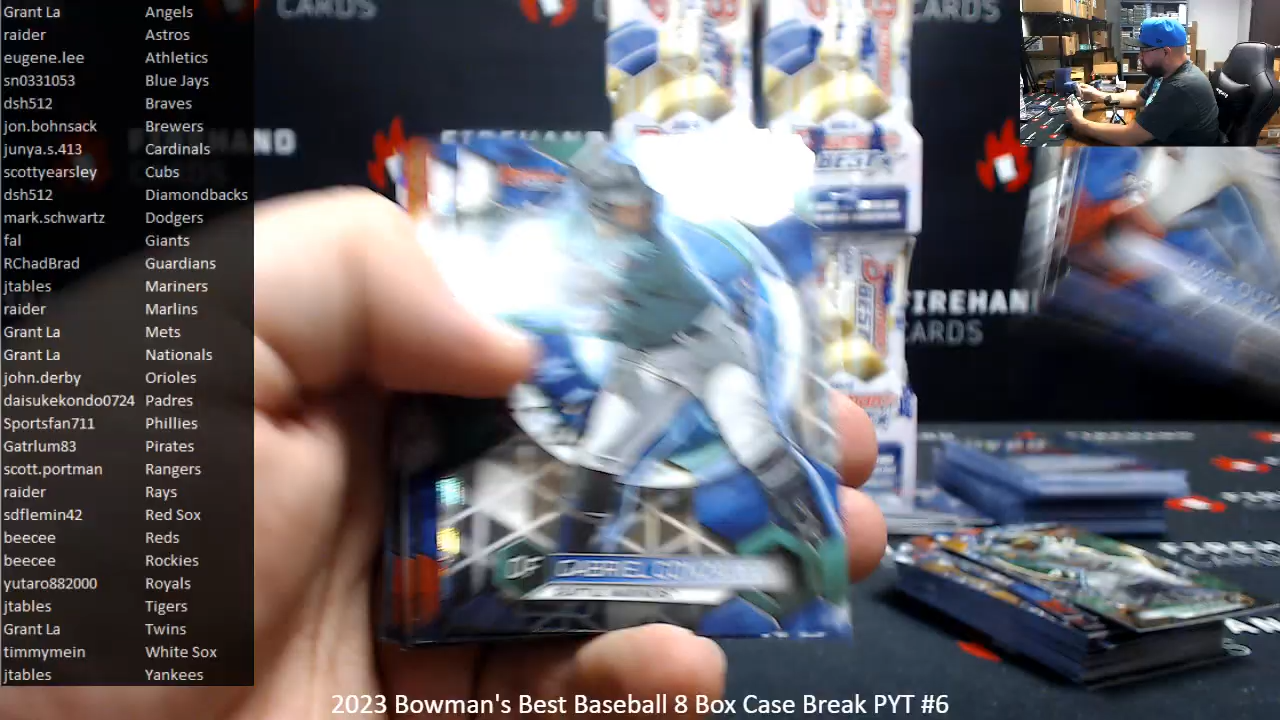 Grant La Angels
raider Astros
eugene.lee Athletics
sn0331053 Blue Jays
dsh512 Braves
jon.bohnsack Brewers
junya.s.413 Cardinals
scottyearsley Cubs
dsh512 Diamondbacks
mark.schwartz Dodgers
fal Giants
RChadBrad Guardians
jtables Mariners
raider Marlins
Grant La Mets
Grant La Nationals
john.derby Orioles
daisukekondo0724 Padres
Sportsfan711 Phillies
Gatrlum83 Pirates
scott.portman Rangers
raider Rays
sdflemin42 Red Sox
beecee Reds
beecee Rockies
yutaro882000 Royals
jtables Tigers
Grant La Twins
timmymein White Sox
jtables Yankees
CARDS
CARDS
FIREHAND
CARDS
BEST
OF GABRIEL
2023 Bowman's Best Baseball 8 Box Case Break PYT #6